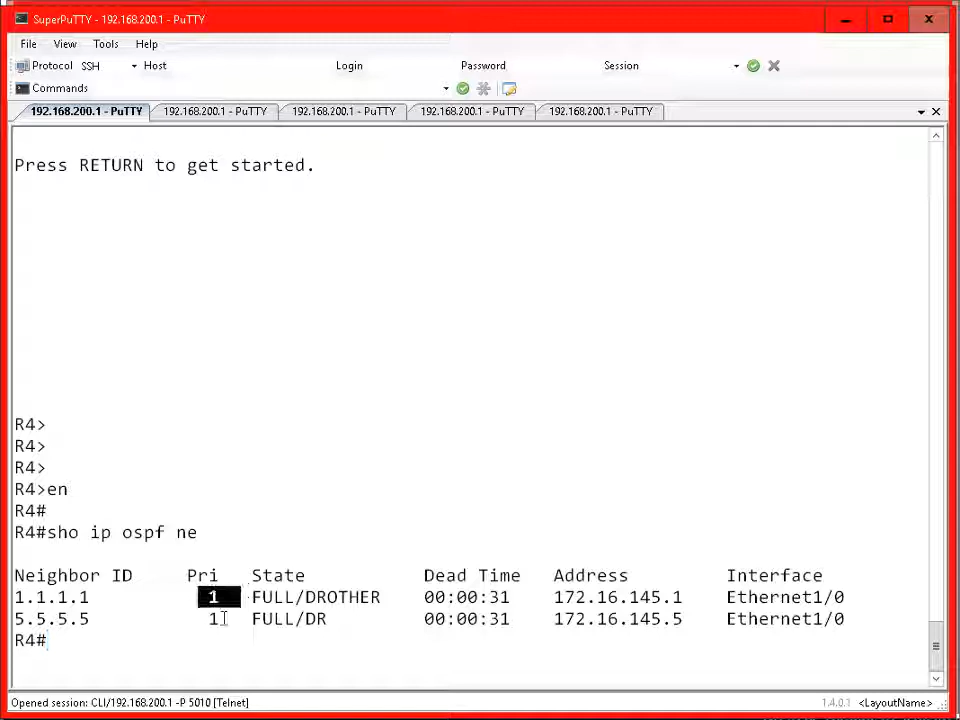 SuperPuTTY - 192.168.200.1 - PuTTY
File View Tools Help
Protocol SSH Host Login Password Session
Commands
192.168.200.1 - PuTTY 192.168.200.1 - PuTTY 192.168.200.1 - PuTTY 192.168.200.1 - PuTTY 192.168.200.1 - PuTTY
Press RETURN to get started.
R4>
R4>
R4>
R4>en
R4#
R4#sho ip ospf ne
Neighbor ID Pri State Dead Time Address Interface
1.1.1.1 1 FULL/DROTHER 00:00:31 172.16.145.1 Ethernet1/0
5.5.5.5 1 FULL/DR 00:00:31 172.16.145.5 Ethernet1/0
R4#
Opened session: CLI/192.168.200.1 -P 5010 [Telnet] 1.4.0.1 <LayoutName>